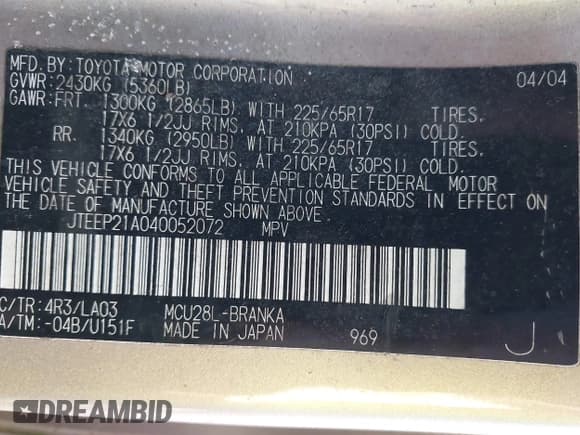 MFD. BY: TOYOTA MOTOR CORPORATION 04/04
GVWR: 2430KG (5360LB)
GAWR: FRT. 1300KG (2865LB) WITH 225/65R17 TIRES,
17X6 1/2JJ RIMS, AT 210KPA (30PSI) COLD.
RR. 1340KG (2950LB) WITH 225/65R17 TIRES,
17X6 1/2JJ RIMS, AT 210KPA (30PSI) COLD.
THIS VEHICLE CONFORMS TO ALL APPLICABLE FEDERAL MOTOR
VEHICLE SAFETY AND THEFT PREVENTION STANDARDS IN EFFECT ON
THE DATE OF MANUFACTURE SHOWN ABOVE.
JTEEP21A040052072 MPV
C/TR: 4R3/LA03 MCU28L-BRANKA
A/TM: -04B/U151F MADE IN JAPAN 969 J
DREAMBID